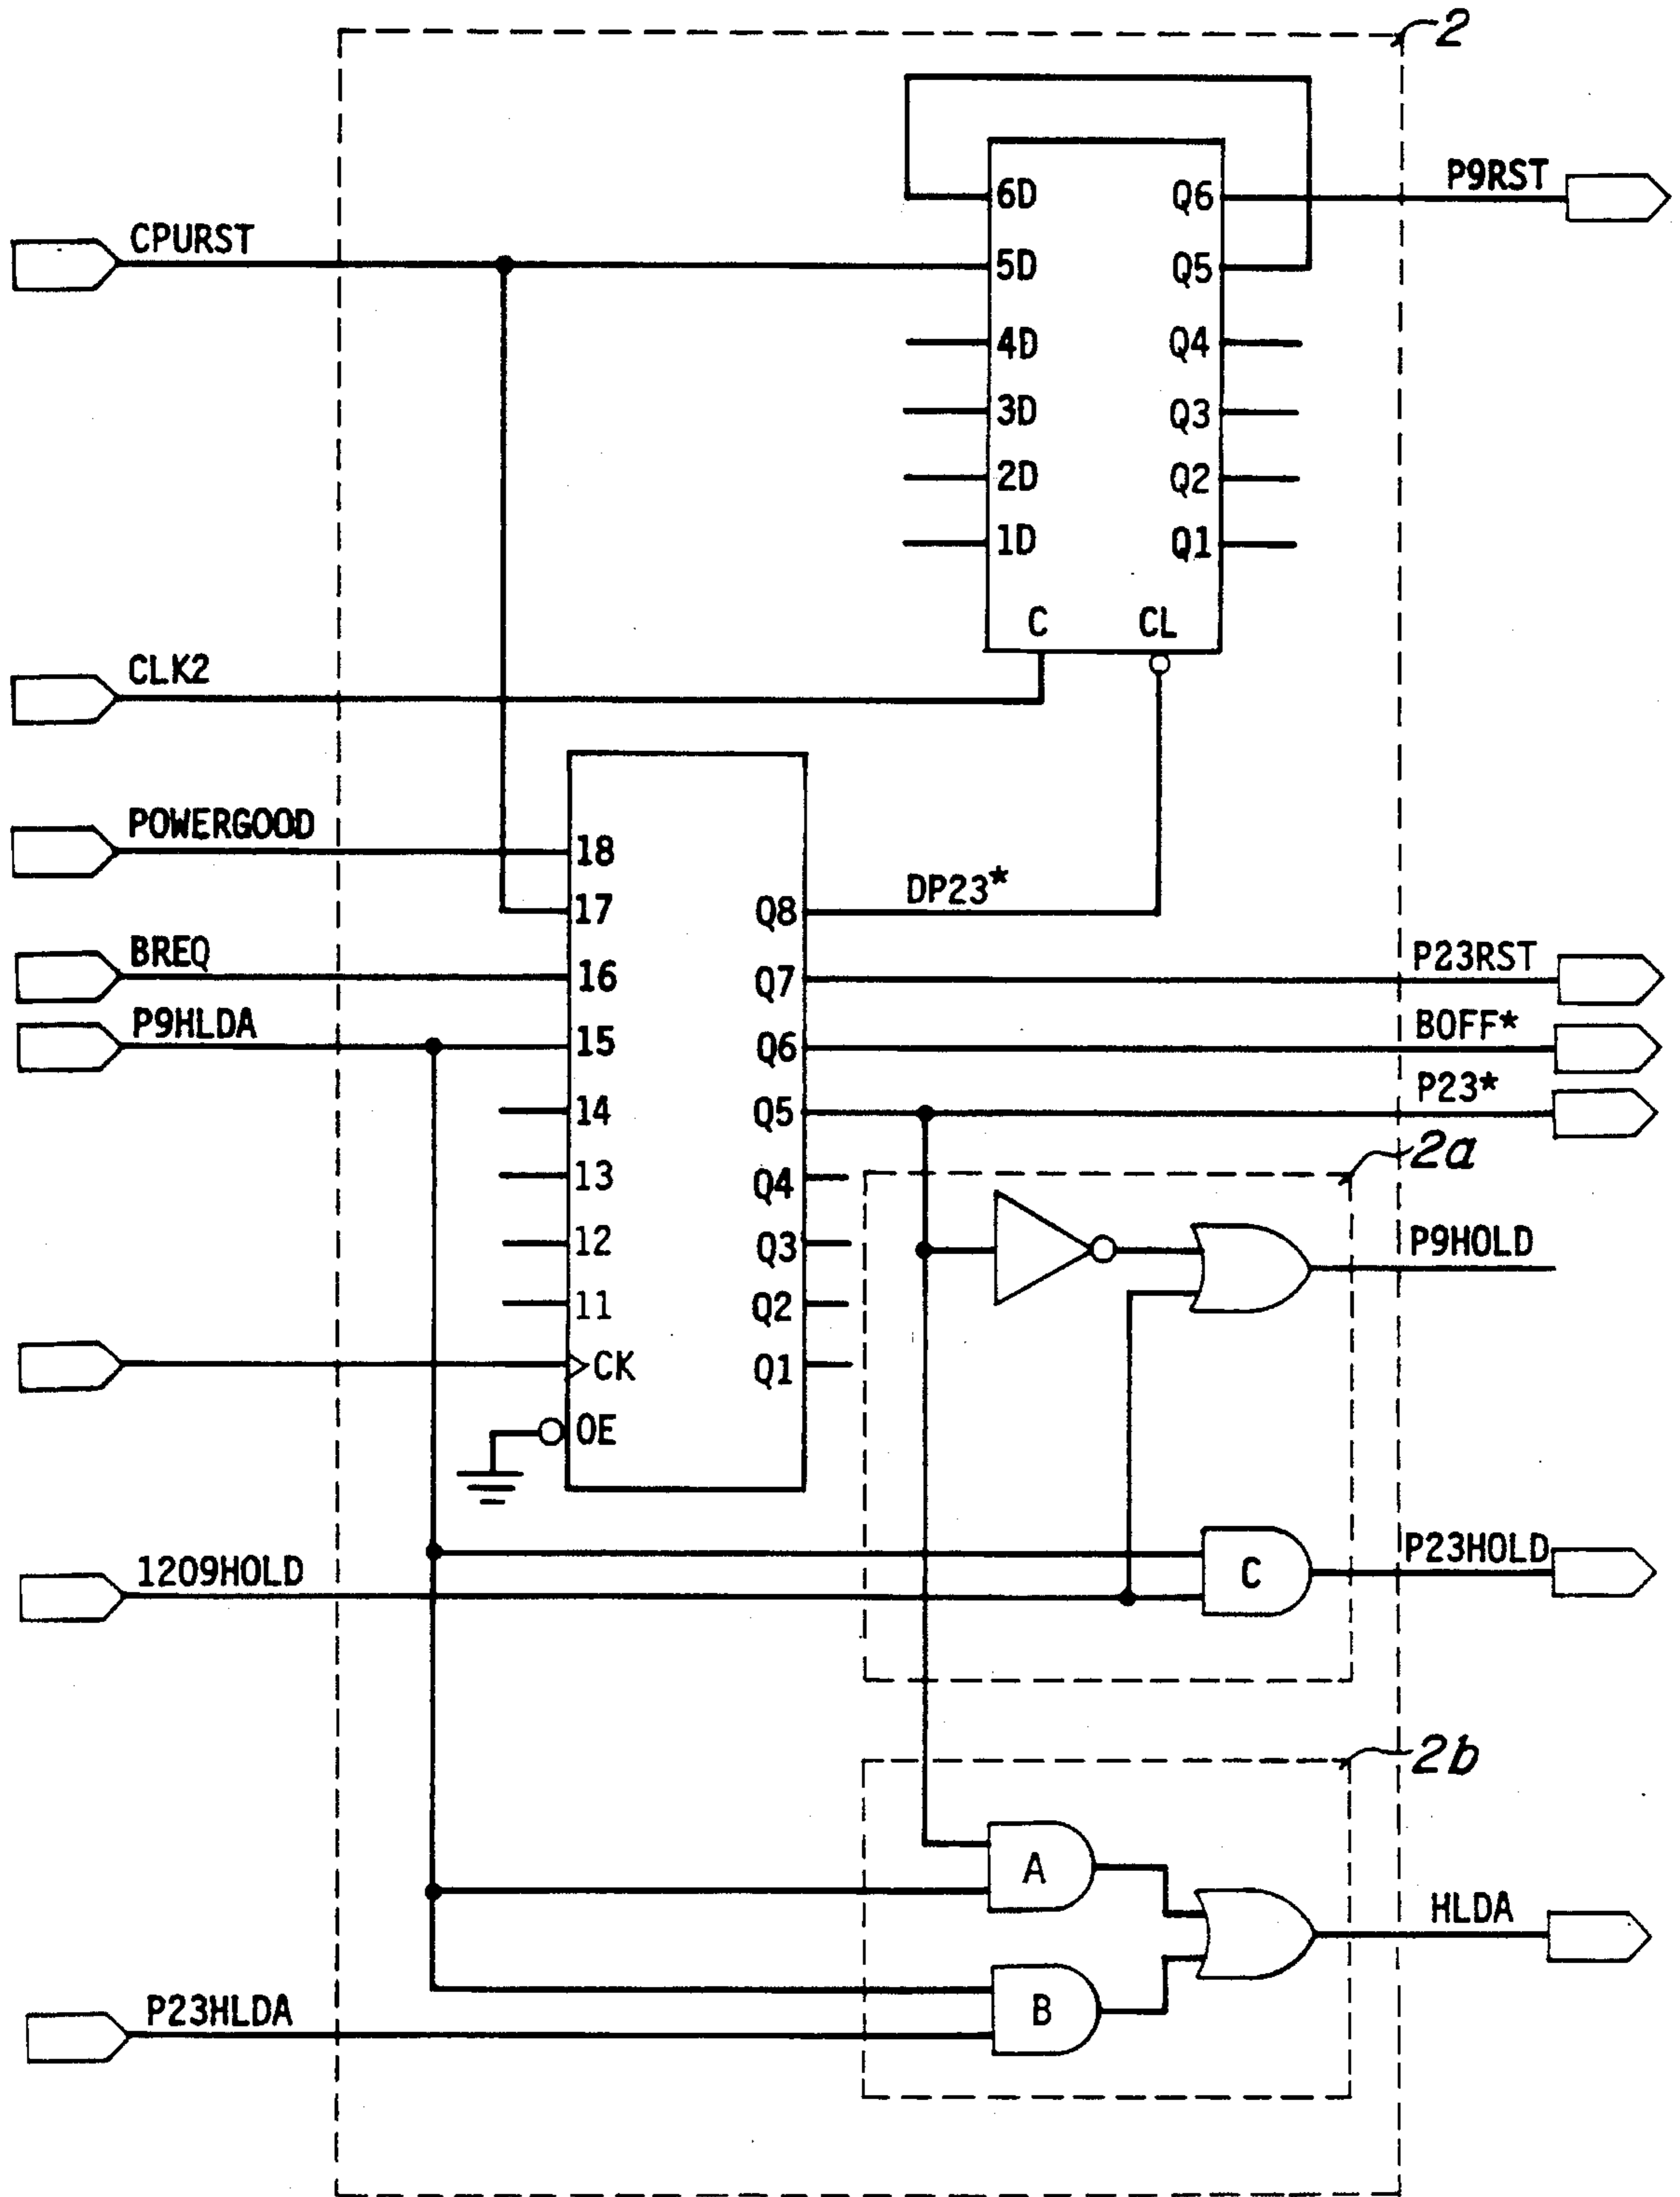 2
6D Q6 P9RST
CPURST 5D Q5
4D Q4
3D Q3
2D Q2
1D Q1
C CL
CLK2
POWERGOOD 18
17 Q8 DP23*
BREQ 16 Q7 P23RST
P9HLDA 15 Q6 BOFF*
14 Q5 P23*
2a
13 Q4
12 Q3 P9HOLD
11 Q2
CK Q1
OE
1209HOLD C P23HOLD
2b
A
HLDA
P23HLDA B